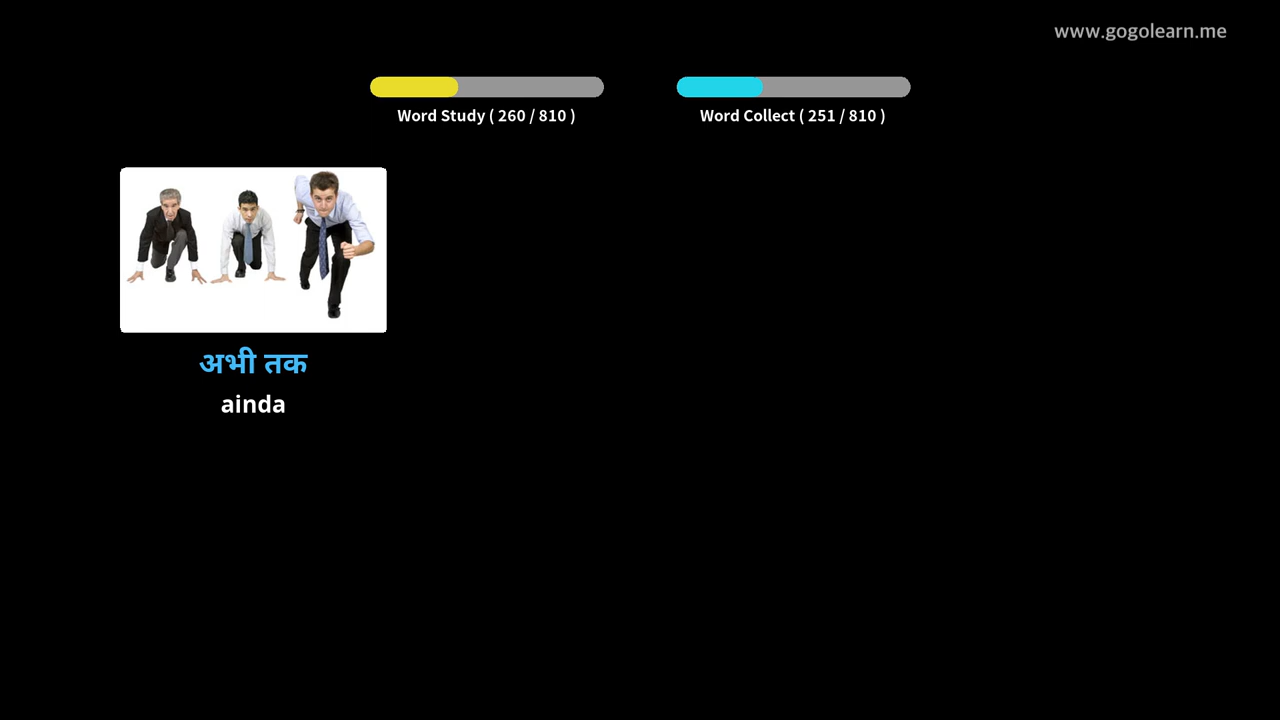 www.gogolearn.me
Word Study ( 260 / 810 )
Word Collect ( 251 / 810 )
अभी तक
ainda